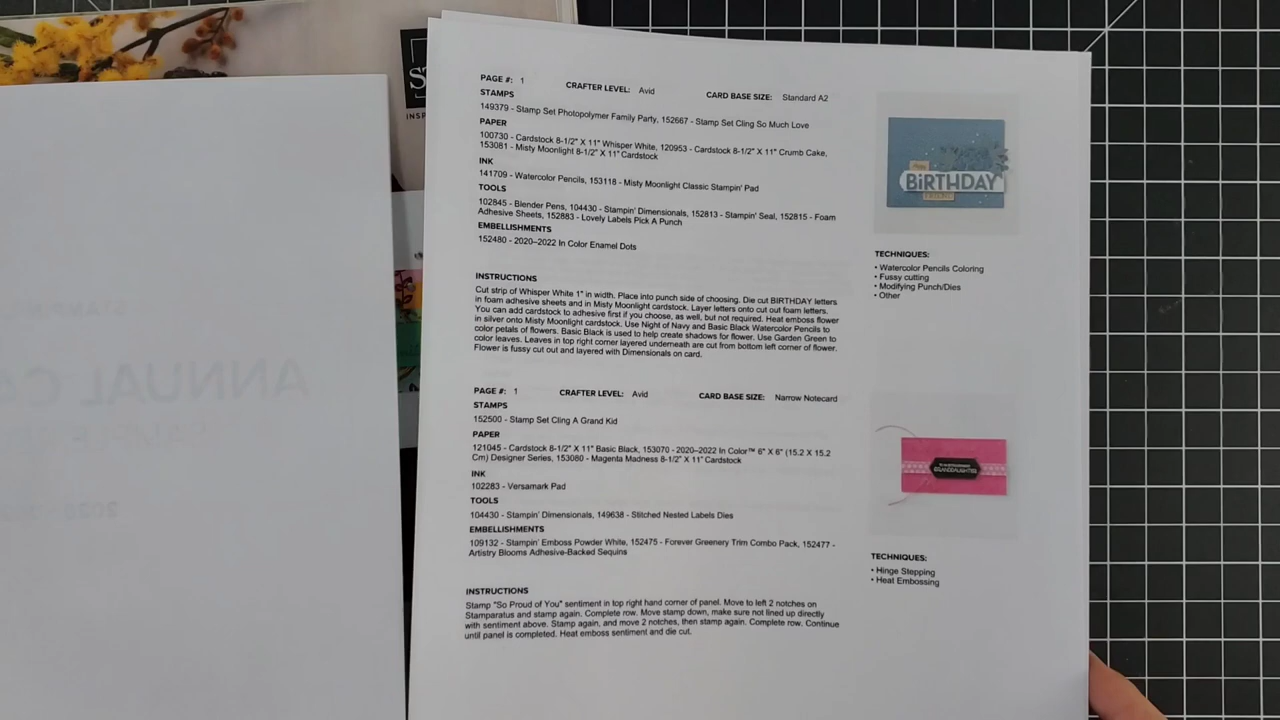 PAGE #: 1 CRAFTER LEVEL: Avid CARD BASE SIZE: Standard A2
STAMPS
149379 - Stamp Set Photopolymer Family Party, 152667 - Stamp Set Cling So Much Love
PAPER
100730 - Cardstock 8-1/2" X 11" Whisper White, 120953 - Cardstock 8-1/2" X 11" Crumb Cake,
153081 - Misty Moonlight 8-1/2" X 11" Cardstock
INK
141709 - Watercolor Pencils, 153118 - Misty Moonlight Classic Stampin' Pad
TOOLS
102845 - Blender Pens, 104430 - Stampin' Dimensionals, 152813 - Stampin' Seal, 152815 - Foam
Adhesive Sheets, 152883 - Lovely Labels Pick A Punch
EMBELLISHMENTS
152480 - 2020–2022 In Color Enamel Dots
INSTRUCTIONS
Cut strip of Whisper White 1" in width. Place into punch side of choosing. Die cut BIRTHDAY letters
in foam adhesive sheets and in Misty Moonlight cardstock. Layer letters onto cut out foam letters.
You can add cardstock to adhesive first if you choose, as well, but not required. Heat emboss flower
in silver onto Misty Moonlight cardstock. Use Night of Navy and Basic Black Watercolor Pencils to
color petals of flowers. Basic Black is used to help create shadows for flower. Use Garden Green to
color leaves. Leaves in top right corner layered underneath are cut from bottom left corner of flower.
Flower is fussy cut out and layered with Dimensionals on card.
BIRTHDAY
TECHNIQUES:
• Watercolor Pencils Coloring
• Fussy cutting
• Modifying Punch/Dies
• Other
PAGE #: 1 CRAFTER LEVEL: Avid CARD BASE SIZE: Narrow Notecard
STAMPS
152500 - Stamp Set Cling A Grand Kid
PAPER
121045 - Cardstock 8-1/2" X 11" Basic Black, 153070 - 2020–2022 In Color™ 6" X 6" (15.2 X 15.2
Cm) Designer Series, 153080 - Magenta Madness 8-1/2" X 11" Cardstock
INK
102283 - Versamark Pad
TOOLS
104430 - Stampin' Dimensionals, 149638 - Stitched Nested Labels Dies
EMBELLISHMENTS
109132 - Stampin' Emboss Powder White, 152475 - Forever Greenery Trim Combo Pack, 152477 -
Artistry Blooms Adhesive-Backed Sequins
INSTRUCTIONS
Stamp "So Proud of You" sentiment in top right hand corner of panel. Move to left 2 notches on
Stamparatus and stamp again. Complete row. Move stamp down, make sure not lined up directly
with sentiment above. Stamp again, and move 2 notches, then stamp again. Complete row. Continue
until panel is completed. Heat emboss sentiment and die cut.
GRANDDAUGHTER
TECHNIQUES:
• Hinge Stepping
• Heat Embossing